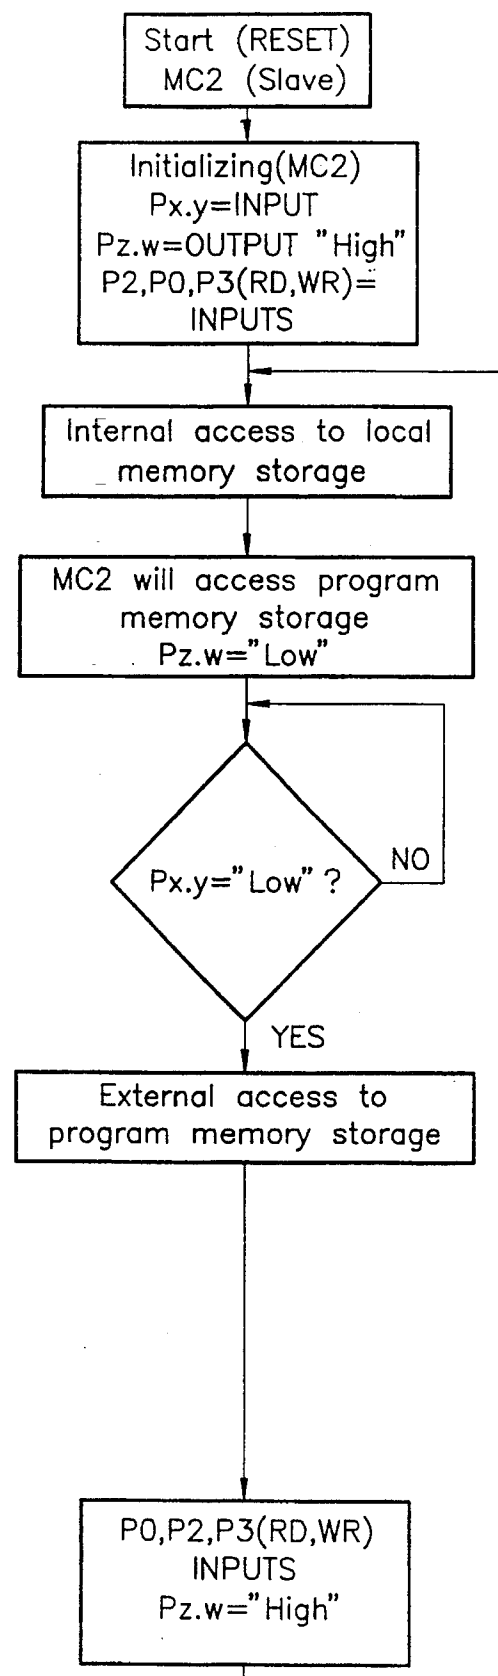 Start (RESET)
MC2 (Slave)
Initializing(MC2)
Px.y=INPUT
Pz.w=OUTPUT "High"
P2,P0,P3(RD,WR)=
INPUTS
Internal access to local
memory storage
MC2 will access program
memory storage
Pz.w="Low"
Px.y="Low" ?
NO
YES
External access to
program memory storage
P0,P2,P3(RD,WR)
INPUTS
Pz.w="High"